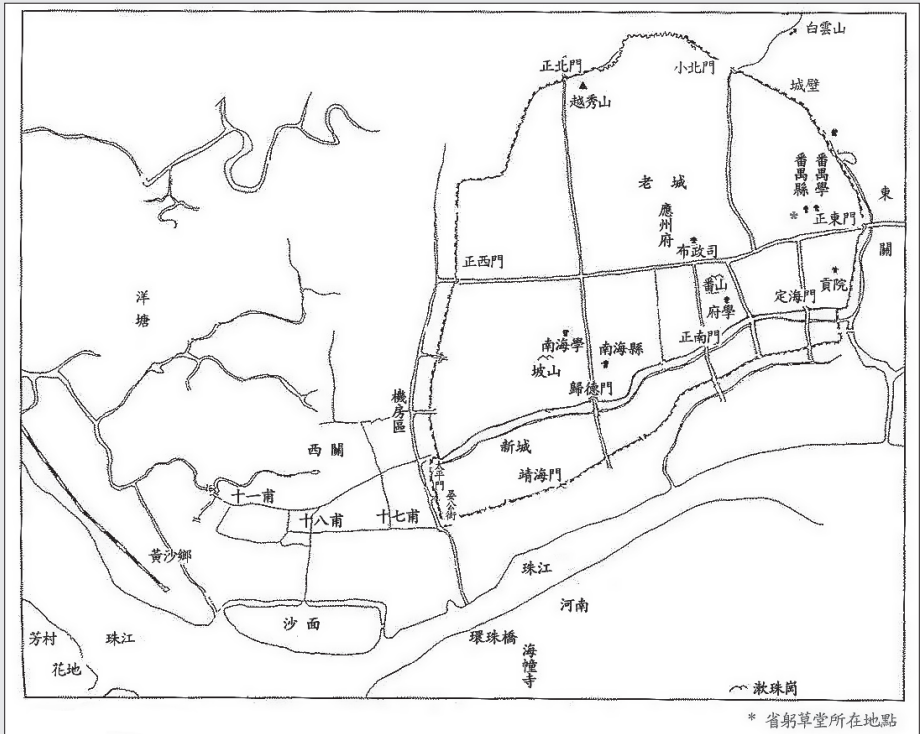 白雲山
正北門
小北門
城壁
越秀山
番禺縣
番禺學
老城
東關
應州府
*
正東門
布政司
正西門
番山
貢院
府學
定海門
洋塘
正南門
南海學
南海縣
坡山
歸德門
機房區
新城
西關
太平門
靖海門
晏公街
十一甫
十八甫
十七甫
黃沙鄉
珠江
沙面
河南
芳村
珠江
環珠橋
花地
海幢寺
漱珠崗
* 省躬草堂所在地點